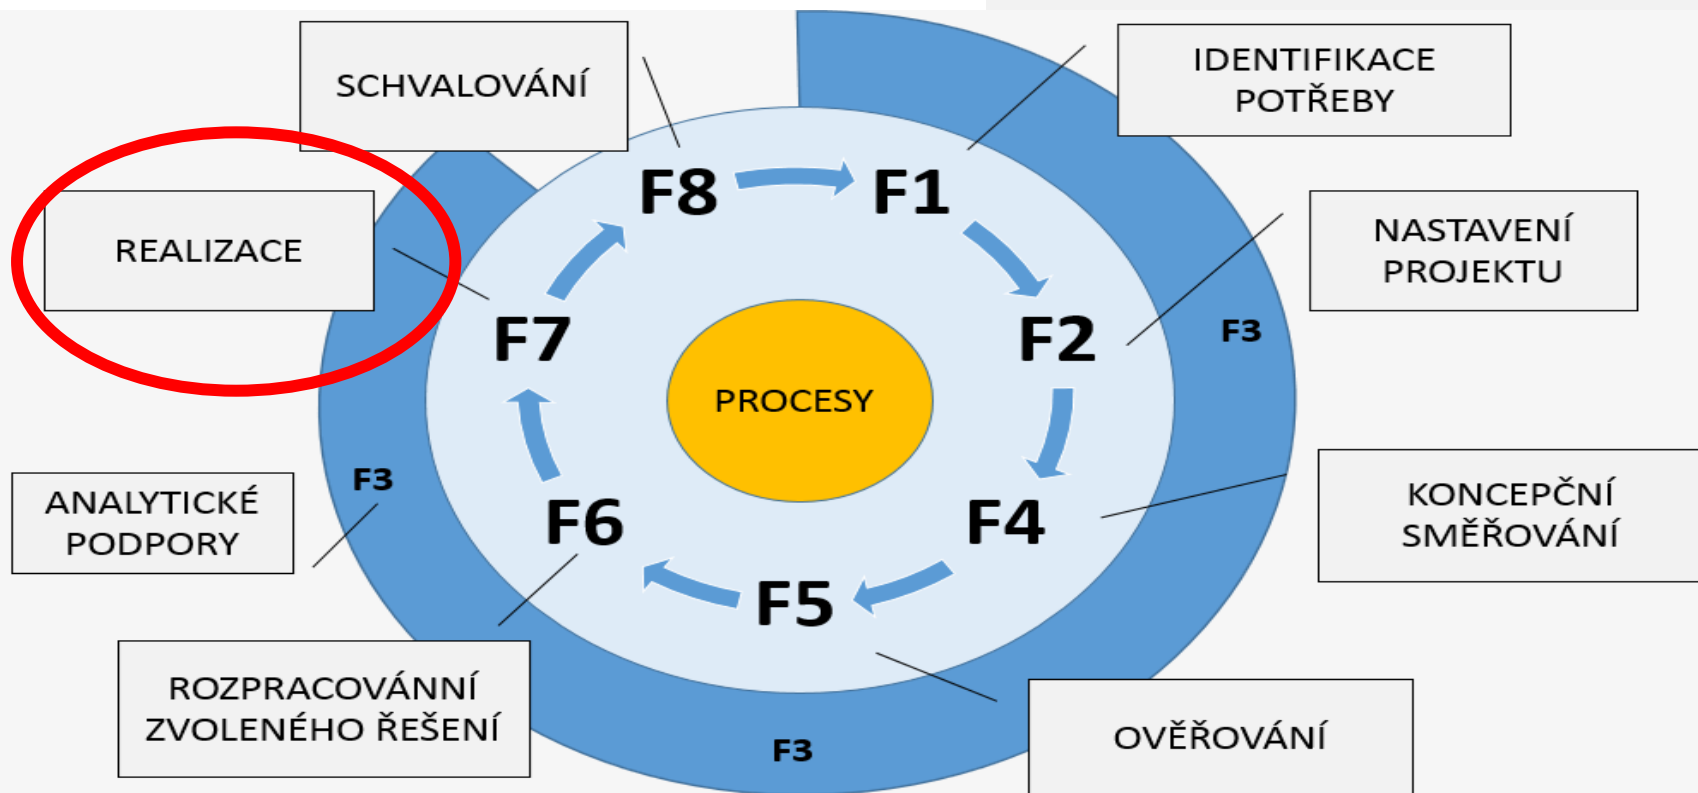 SCHVALOVÁNÍ
IDENTIFIKACE
POTŘEBY
REALIZACE
NASTAVENÍ
PROJEKTU
F8
F1
F7
F2
F3
PROCESY
F3
ANALYTICKÉ
PODPORY
F6
F4
KONCEPČNÍ
SMĚŘOVÁNÍ
F5
ROZPRACOVÁNNÍ
ZVOLENÉHO ŘEŠENÍ
F3
OVĚŘOVÁNÍ